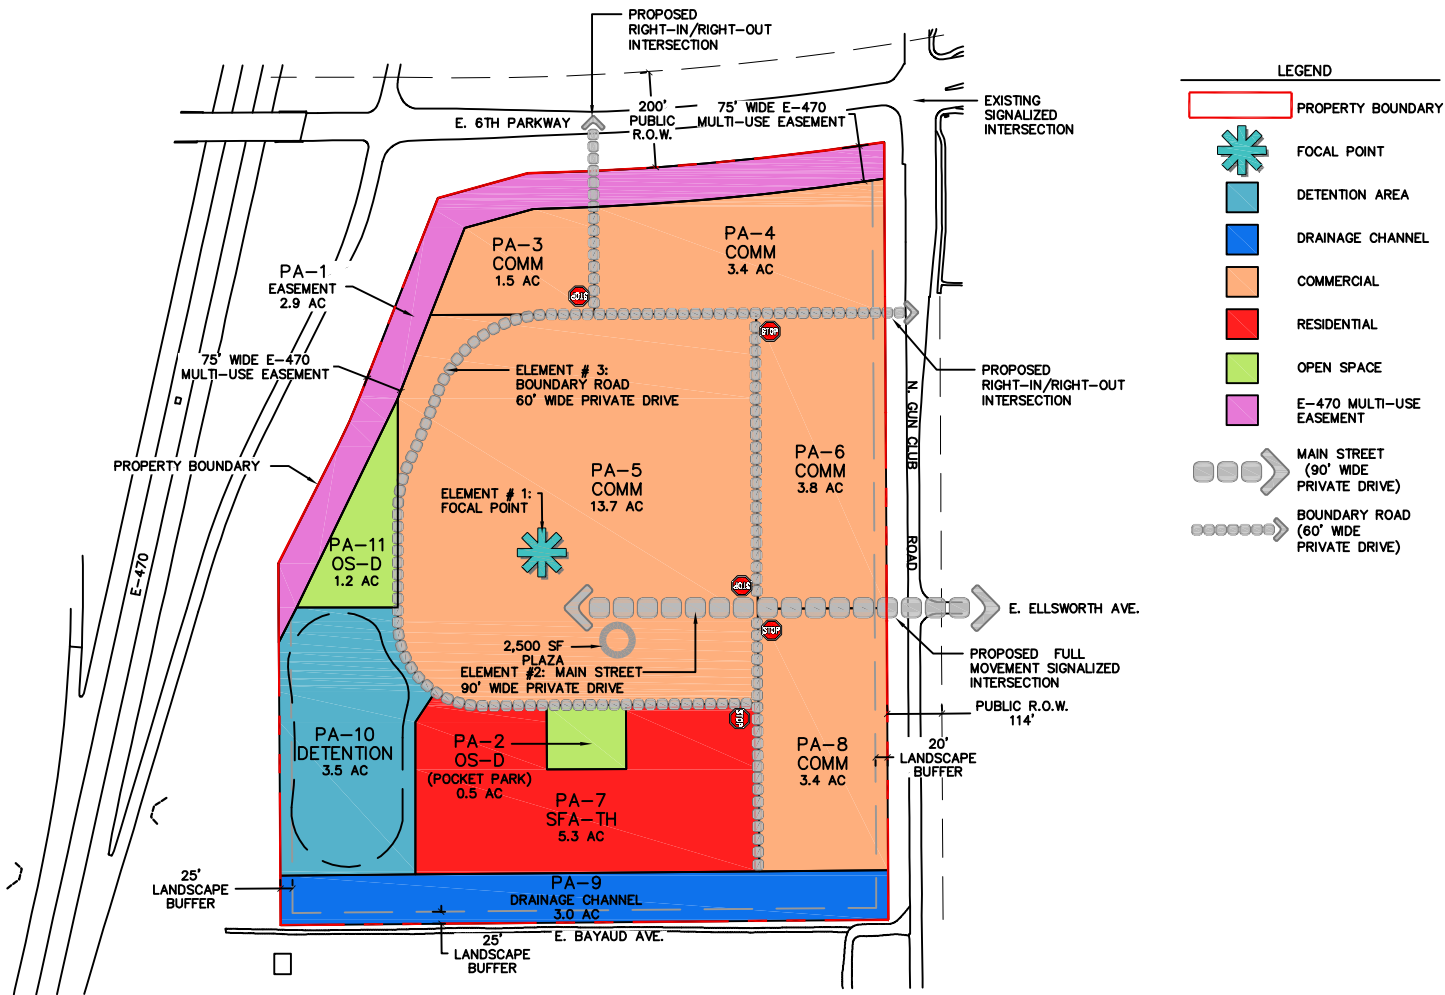 PROPOSED
RIGHT-IN/RIGHT-OUT
INTERSECTION
200'
PUBLIC
R.O.W.
75' WIDE E-470
MULTI-USE EASEMENT
E. 6TH PARKWAY
EXISTING
SIGNALIZED
INTERSECTION
PA-3
COMM
1.5 AC
PA-4
COMM
3.4 AC
PA-1
EASEMENT
2.9 AC
STOP
STOP
75' WIDE E-470
MULTI-USE EASEMENT
ELEMENT # 3:
BOUNDARY ROAD
60' WIDE PRIVATE DRIVE
PROPOSED
RIGHT-IN/RIGHT-OUT
INTERSECTION
N. GUN CLUB ROAD
PROPERTY BOUNDARY
PA-5
COMM
13.7 AC
PA-6
COMM
3.8 AC
ELEMENT # 1:
FOCAL POINT
E-470
PA-11
OS-D
1.2 AC
STOP
E. ELLSWORTH AVE.
STOP
2,500 SF
PLAZA
ELEMENT #2: MAIN STREET
90' WIDE PRIVATE DRIVE
PROPOSED FULL
MOVEMENT SIGNALIZED
INTERSECTION
PUBLIC R.O.W.
114'
STOP
PA-10
DETENTION
3.5 AC
PA-2
OS-D
(POCKET PARK)
0.5 AC
PA-8
COMM
3.4 AC
20'
LANDSCAPE
BUFFER
PA-7
SFA-TH
5.3 AC
25'
LANDSCAPE
BUFFER
PA-9
DRAINAGE CHANNEL
3.0 AC
25'
LANDSCAPE
BUFFER
E. BAYAUD AVE.
LEGEND
PROPERTY BOUNDARY
FOCAL POINT
DETENTION AREA
DRAINAGE CHANNEL
COMMERCIAL
RESIDENTIAL
OPEN SPACE
E-470 MULTI-USE
EASEMENT
MAIN STREET
(90' WIDE
PRIVATE DRIVE)
BOUNDARY ROAD
(60' WIDE
PRIVATE DRIVE)